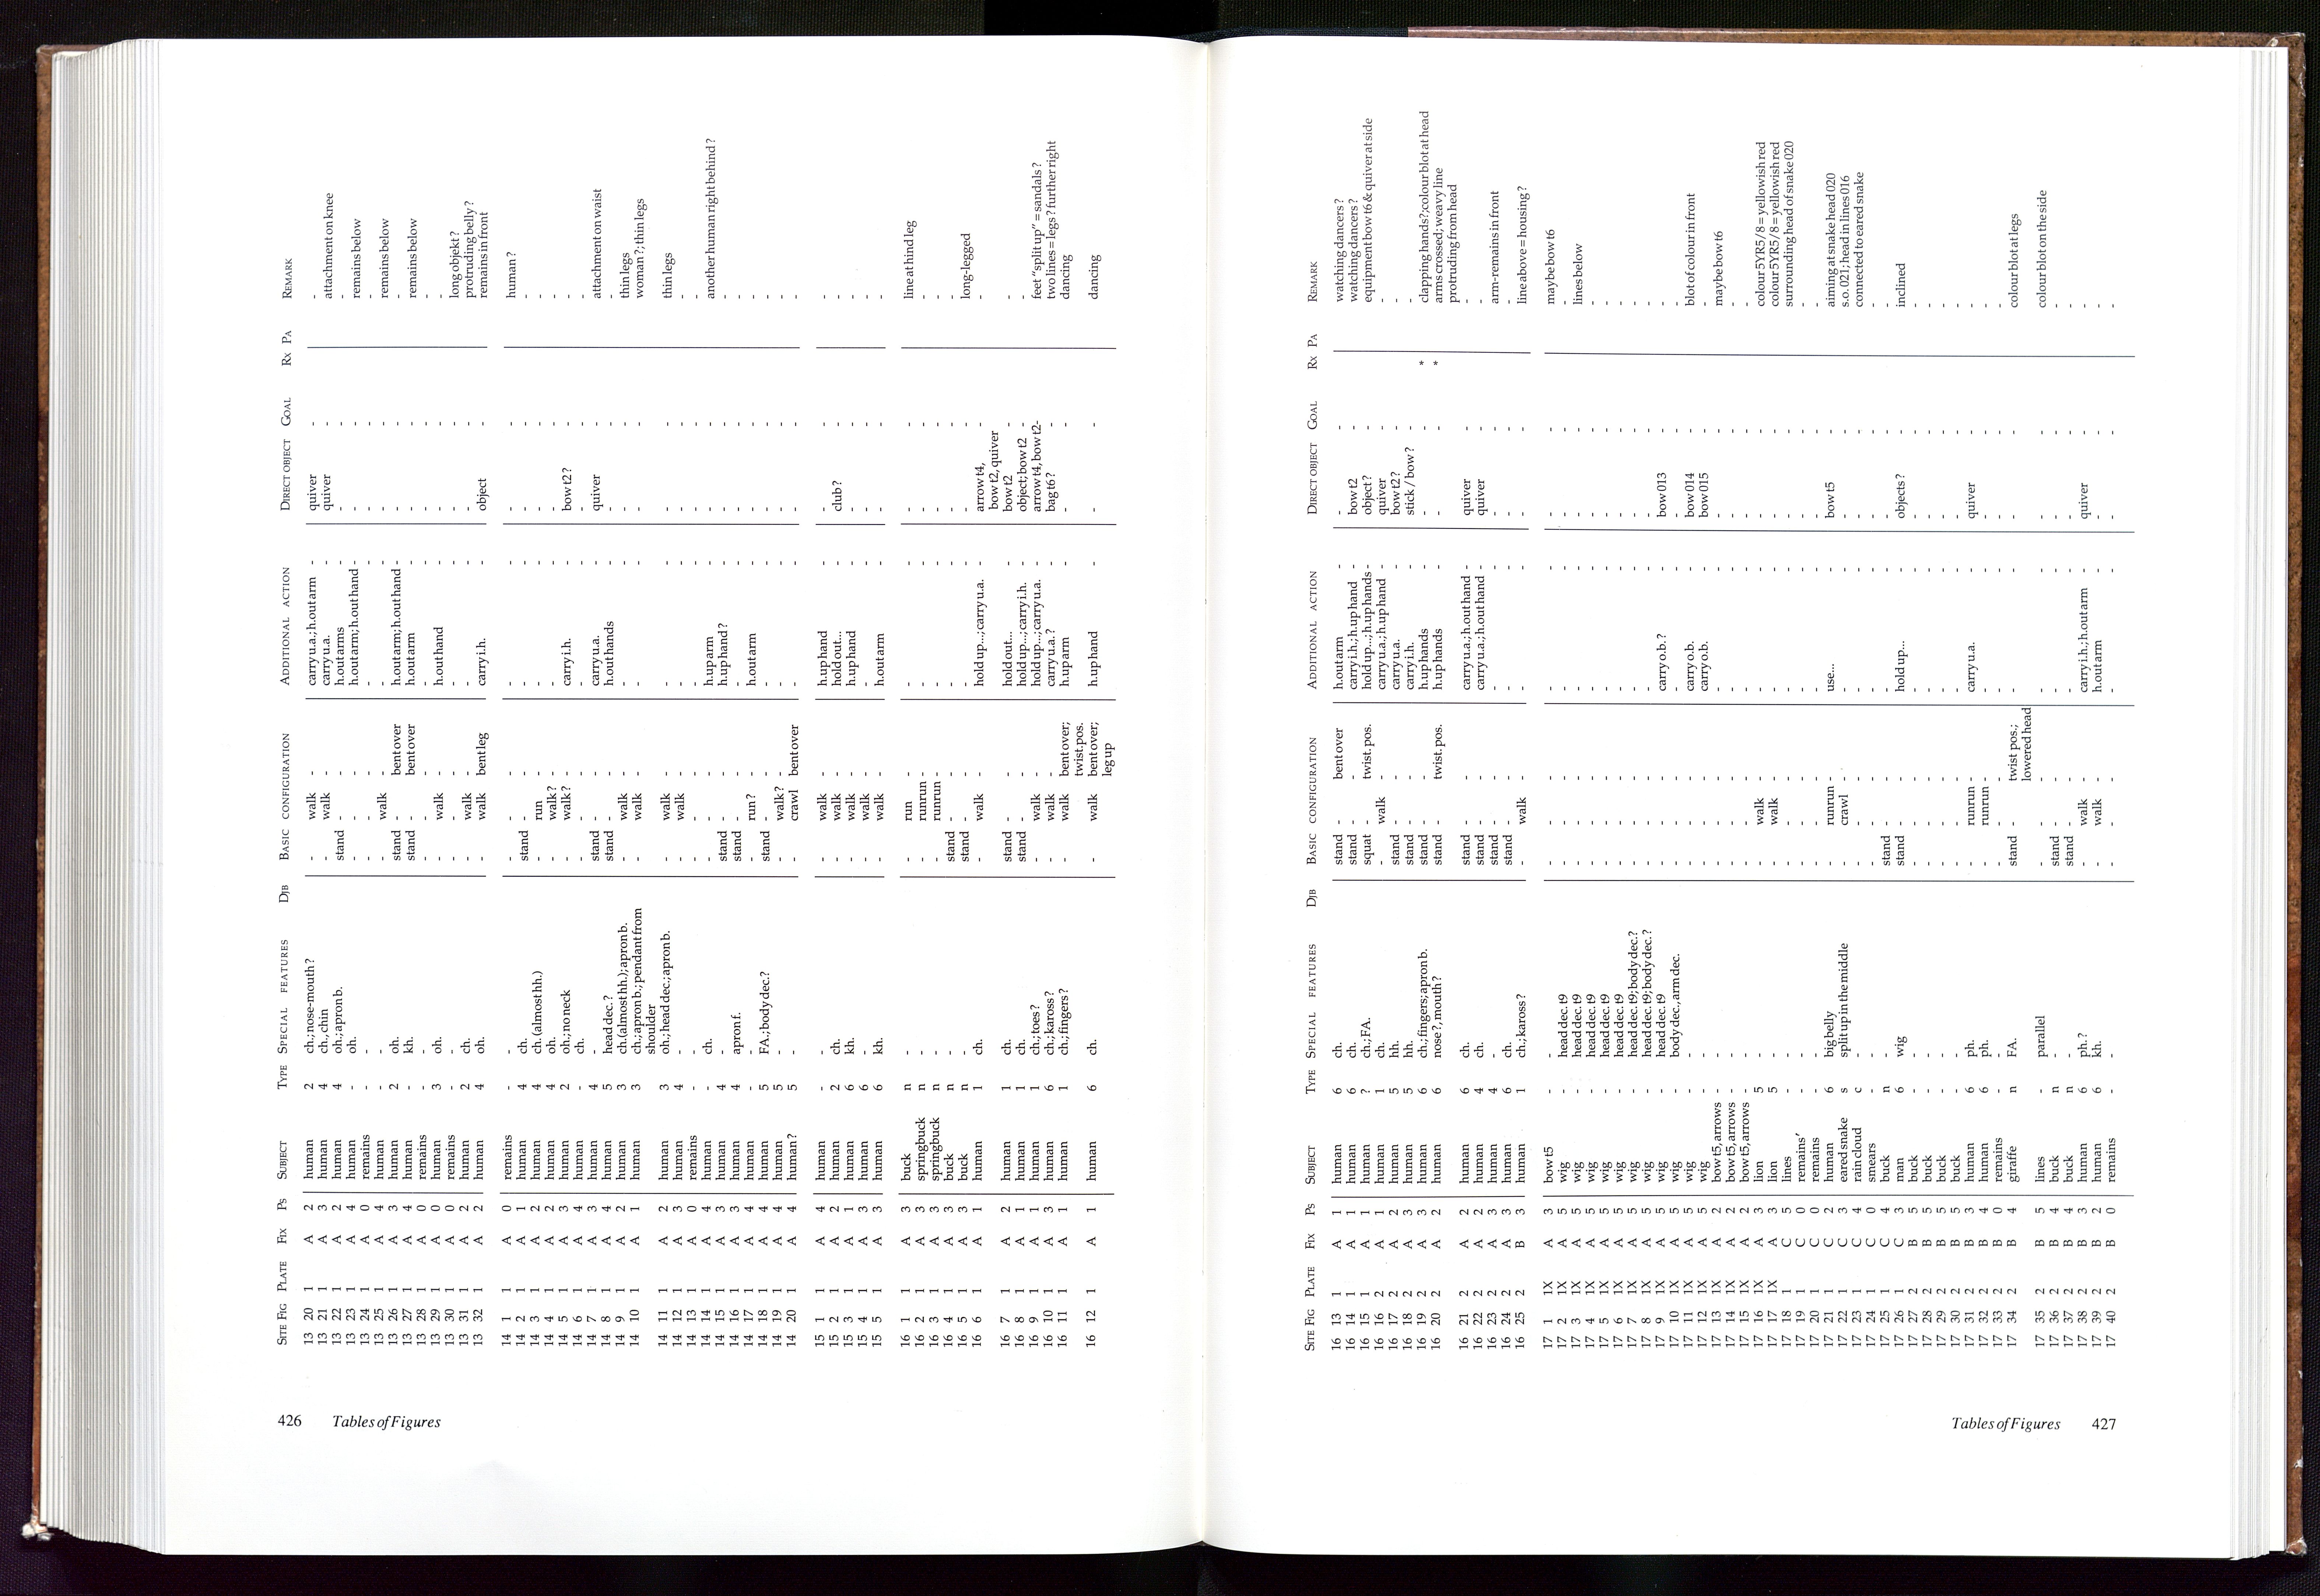 426 Tables of Figures
SITE FIG PLATE FIX PS SUBJECT TYPE SPECIAL FEATURES DJB BASIC CONFIGURATION ADDITIONAL ACTION DIRECT OBJECT GOAL RX PA REMARK
13 20 1 A 2 human 2 ch.; nose-mouth? - walk - carry u.a.; h.out arm - quiver - -
13 21 1 A 3 human 4 ch., chin - walk - carry u.a. - quiver - attachment on knee
13 22 1 A 2 human 4 oh.; apron b. stand - - h.out arms - - - -
13 23 1 A 4 human - oh. - - - h.out arm; h.out hand - - - remains below
13 24 1 A 0 remains - - - - - - - - - -
13 25 1 A 4 human - - - walk - - - - - remains below
13 26 1 A 3 human 2 oh. stand - bent over h.out arm; h.out hand - - - -
13 27 1 A 4 human - kh. stand - bent over h.out arm - - - remains below
13 28 1 A 0 remains - - - - - - - - - -
13 29 1 A 0 human 3 oh. - walk - h.out hand - - - -
13 30 1 A 0 remains - - - - - - - - - long objekt?
13 31 1 A 2 human 2 ch. - walk - - - - - protruding belly?
13 32 1 A 2 human 4 oh. - walk bent leg carry i.h. - object - remains in front
14 1 1 A 0 remains - - - - - - - - - human?
14 2 1 A 1 human 4 ch. stand - - - - - - -
14 3 1 A 2 human 4 ch. (almost hh.) - run - - - - - -
14 4 1 A 2 human 4 oh. - walk? - - - - - -
14 5 1 A 3 human 2 oh.; no neck - walk? - carry i.h. - bow t2? - -
14 6 1 A 4 human - ch. - - - - - - - -
14 7 1 A 3 human 4 - stand - - carry u.a. - quiver - attachment on waist
14 8 1 A 4 human 5 head dec.? stand - - h.out hands - - - -
14 9 1 A 2 human 3 ch. (almost hh.); apron b. - walk - - - - - thin legs
14 10 1 A 1 human 3 ch.; apron b.; pendant from - walk - - - - - woman?; thin legs
shoulder
14 11 1 A 2 human 3 oh.; head dec.; apron b. - walk - - - - - thin legs
14 12 1 A 3 human 4 - - walk - - - - - -
14 13 1 A 0 remains - - - - - - - - - -
14 14 1 A 4 human - ch. - - - h.up arm - - - another human right behind?
14 15 1 A 3 human 4 - stand - - h.up hand? - - - -
14 16 1 A 3 human 4 apron f. stand - - - - - - -
14 17 1 A 4 human - - - run? - h.out arm - - - -
14 18 1 A 4 human 5 FA.; body dec.? stand - - - - - - -
14 19 1 A 4 human 5 - - walk? - - - - - -
14 20 1 A 4 human? 5 - - crawl bent over - - - - -
15 1 1 A 4 human - - - walk - h.up hand - - - -
15 2 1 A 2 human 2 ch. - walk - hold out... - club? - -
15 3 1 A 1 human 6 kh. - walk - h.up hand - - - -
15 4 1 A 3 human 6 - - walk - - - - - -
15 5 1 A 3 human 6 kh. - walk - h.out arm - - - -
16 1 1 A 3 buck n - - run - - - - - line at hind leg
16 2 1 A 3 springbuck n - - runrun - - - - - -
16 3 1 A 3 springbuck n - - runrun - - - - - -
16 4 1 A 3 buck n - stand - - - - - - -
16 5 1 A 3 buck n - stand - - - - - - long-legged
16 6 1 A 1 human 1 ch. - walk - hold up...; carry u.a. - arrow t4, - -
bow t2, quiver
16 7 1 A 2 human 1 ch. stand - - hold out... - bow t2 - -
16 8 1 A 1 human 1 ch. stand - - hold up...; carry i.h. - object; bow t2 - -
16 9 1 A 1 human 1 ch.; toes? - walk - hold up...; carry u.a. - arrow t4, bow t2 - feet "split up" = sandals?
16 10 1 A 3 human 6 ch.; kaross? - walk - carry u.a.? - bag t6? - two lines = legs? further right
16 11 1 A 1 human 1 ch.; fingers? - walk bent over; h.up arm - - - dancing
twist.pos.
16 12 1 A 1 human 6 ch. - walk bent over; h.up hand - - - dancing
leg up
SITE FIG PLATE FIX PS SUBJECT TYPE SPECIAL FEATURES DJB BASIC CONFIGURATION ADDITIONAL ACTION DIRECT OBJECT GOAL RX PA REMARK
16 13 1 A 1 human 6 ch. stand - bent over h.out arm - - - watching dancers?
16 14 1 A 1 human 6 ch. stand - - carry i.h.; h.up hand - bow t2 - watching dancers?
16 15 1 A 1 human ? ch.; FA. squat - twist.pos. hold up...; h.up hands - object? - equipment bow t6 & quiver at side
16 16 2 A 1 human 1 ch. - walk - carry u.a.; h.up hand - quiver - -
16 17 2 A 2 human 5 hh. stand - - carry u.a. - bow t2? - -
16 18 2 A 3 human 5 hh. stand - - carry i.h. - stick / bow? - -
16 19 2 A 3 human 6 ch.; fingers; apron b. stand - - h.up hands - - - * clapping hands?; colour blot at head
16 20 2 A 2 human 6 nose?, mouth? stand - twist.pos. h.up hands - - - * arms crossed; weavy line
protruding from head
16 21 2 A 2 human 6 ch. stand - - carry u.a.; h.out hand - quiver - -
16 22 2 A 2 human 4 ch. stand - - carry u.a.; h.out hand - quiver - -
16 23 2 A 3 human 4 - stand - - - - - - arm-remains in front
16 24 2 A 3 human 6 ch. stand - - - - - - -
16 25 2 B 3 human 1 ch.; kaross? - walk - - - - - line above = housing?
17 1 1X A 3 bow t5 - - - - - - - - - maybe bow t6
17 2 1X A 5 wig - head dec. t9 - - - - - - - -
17 3 1X A 5 wig - head dec. t9 - - - - - - - lines below
17 4 1X A 5 wig - head dec. t9 - - - - - - - -
17 5 1X A 5 wig - head dec. t9 - - - - - - - -
17 6 1X A 5 wig - head dec. t9 - - - - - - - -
17 7 1X A 5 wig - head dec. t9; body dec.? - - - - - - - -
17 8 1X A 5 wig - head dec. t9; body dec.? - - - - - - - -
17 9 1X A 5 wig - head dec. t9 - - - carry o.b.? - bow 013 - -
17 10 1X A 5 wig - body dec., arm dec. - - - - - - - -
17 11 1X A 5 wig - - - - - carry o.b. - bow 014 - blot of colour in front
17 12 1X A 5 wig - - - - - carry o.b. - bow 015 - -
17 13 1X A 2 bow t5, arrows - - - - - - - - - maybe bow t6
17 14 1X A 2 bow t5, arrows - - - - - - - - - -
17 15 1X A 2 bow t5, arrows - - - - - - - - - -
17 16 1X A 3 lion 5 - - walk - - - - - colour 5YR5/8 = yellowish red
17 17 1X A 3 lion 5 - - walk - - - - - colour 5YR5/8 = yellowish red
17 18 1 C 5 lines - - - - - - - - - surrounding head of snake 020
17 19 1 C 0 remains' - - - - - - - - - -
17 20 1 C 0 remains - - - - - - - - - -
17 21 1 C 2 human 6 big belly - runrun - use... - bow t5 - aiming at snake head 020
17 22 1 C 3 eared snake s split up in the middle - crawl - - - - - s.o. 021; head in lines 016
17 23 1 C 4 rain cloud c - - - - - - - - connected to eared snake
17 24 1 C 0 smears - - - - - - - - - -
17 25 1 C 4 buck n - stand - - - - - - -
17 26 1 C 3 man 6 wig stand - - hold up... - objects? - inclined
17 27 2 B 5 buck - - - - - - - - - -
17 28 2 B 5 buck - - - - - - - - - -
17 29 2 B 5 buck - - - - - - - - - -
17 30 2 B 5 buck - - - - - - - - - -
17 31 2 B 3 human 6 ph. - runrun - carry u.a. - quiver - -
17 32 2 B 4 human 6 ph. - runrun - - - - - -
17 33 2 B 0 remains - - - - - - - - - -
17 34 2 B 4 giraffe n FA. stand - twist pos.; - - - - colour blot at legs
lowered head
17 35 2 B 5 lines - parallel - - - - - - - colour blot on the side
17 36 2 B 4 buck n - stand - - - - - - -
17 37 2 B 4 buck n - stand - - - - - - -
17 38 2 B 3 human 6 ph.? - walk - carry i.h.; h.out arm - quiver - -
17 39 2 B 2 human 6 kh. - walk - h.out arm - - - -
17 40 2 B 0 remains - - - - - - - - - -
Tables of Figures 427